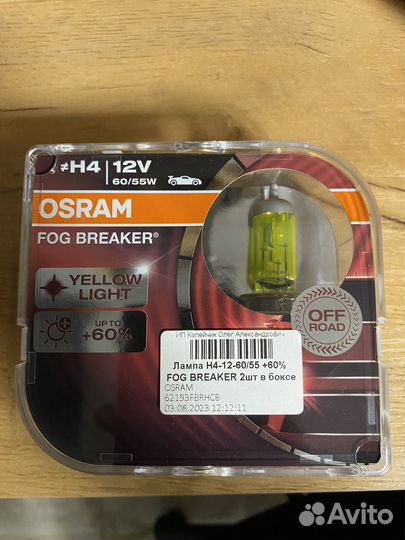 ≠H4 12V
60/55W
OSRAM
FOG BREAKER®
YELLOW
LIGHT
UP TO
+60%
OFF
ROAD
ИП Копейчик Олег Александрович
Лампа H4-12-60/55 +60%
FOG BREAKER 2шт в боксе
OSRAM
62193FBRHCB
03.08.2023 12:12:11
Avito